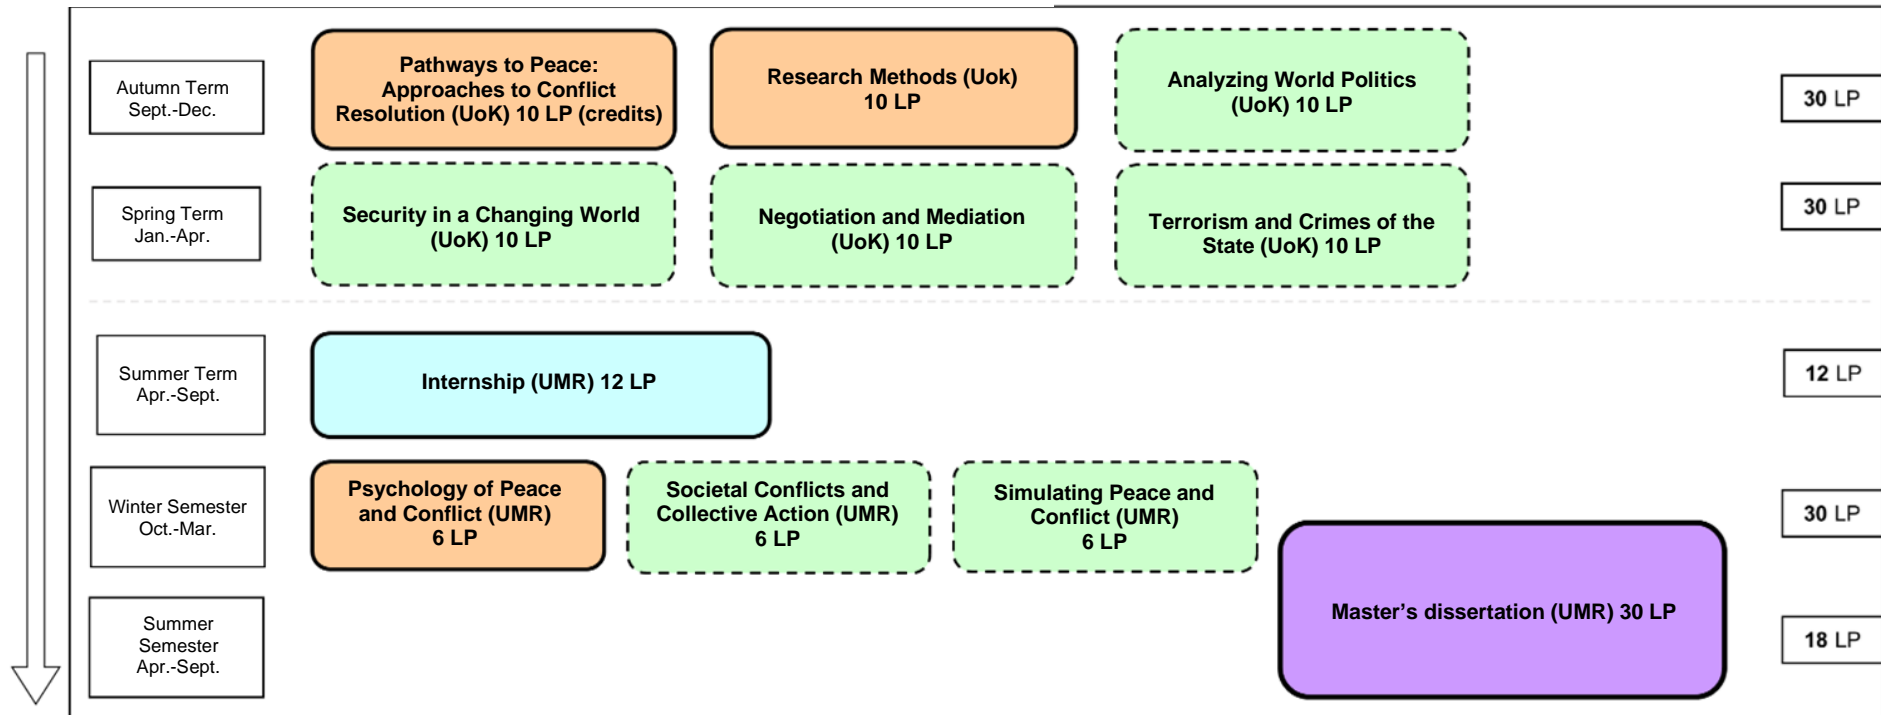 Autumn Term
Sept.-Dec.
Pathways to Peace:
Approaches to Conflict
Resolution (UoK) 10 LP (credits)
Research Methods (Uok)
10 LP
Analyzing World Politics
(UoK) 10 LP
30 LP
Spring Term
Jan.-Apr.
Security in a Changing World
(UoK) 10 LP
Negotiation and Mediation
(UoK) 10 LP
Terrorism and Crimes of the
State (UoK) 10 LP
30 LP
Summer Term
Apr.-Sept.
Internship (UMR) 12 LP
12 LP
Winter Semester
Oct.-Mar.
Psychology of Peace
and Conflict (UMR)
6 LP
Societal Conflicts and
Collective Action (UMR)
6 LP
Simulating Peace and
Conflict (UMR)
6 LP
30 LP
Summer
Semester
Apr.-Sept.
Master’s dissertation (UMR) 30 LP
18 LP